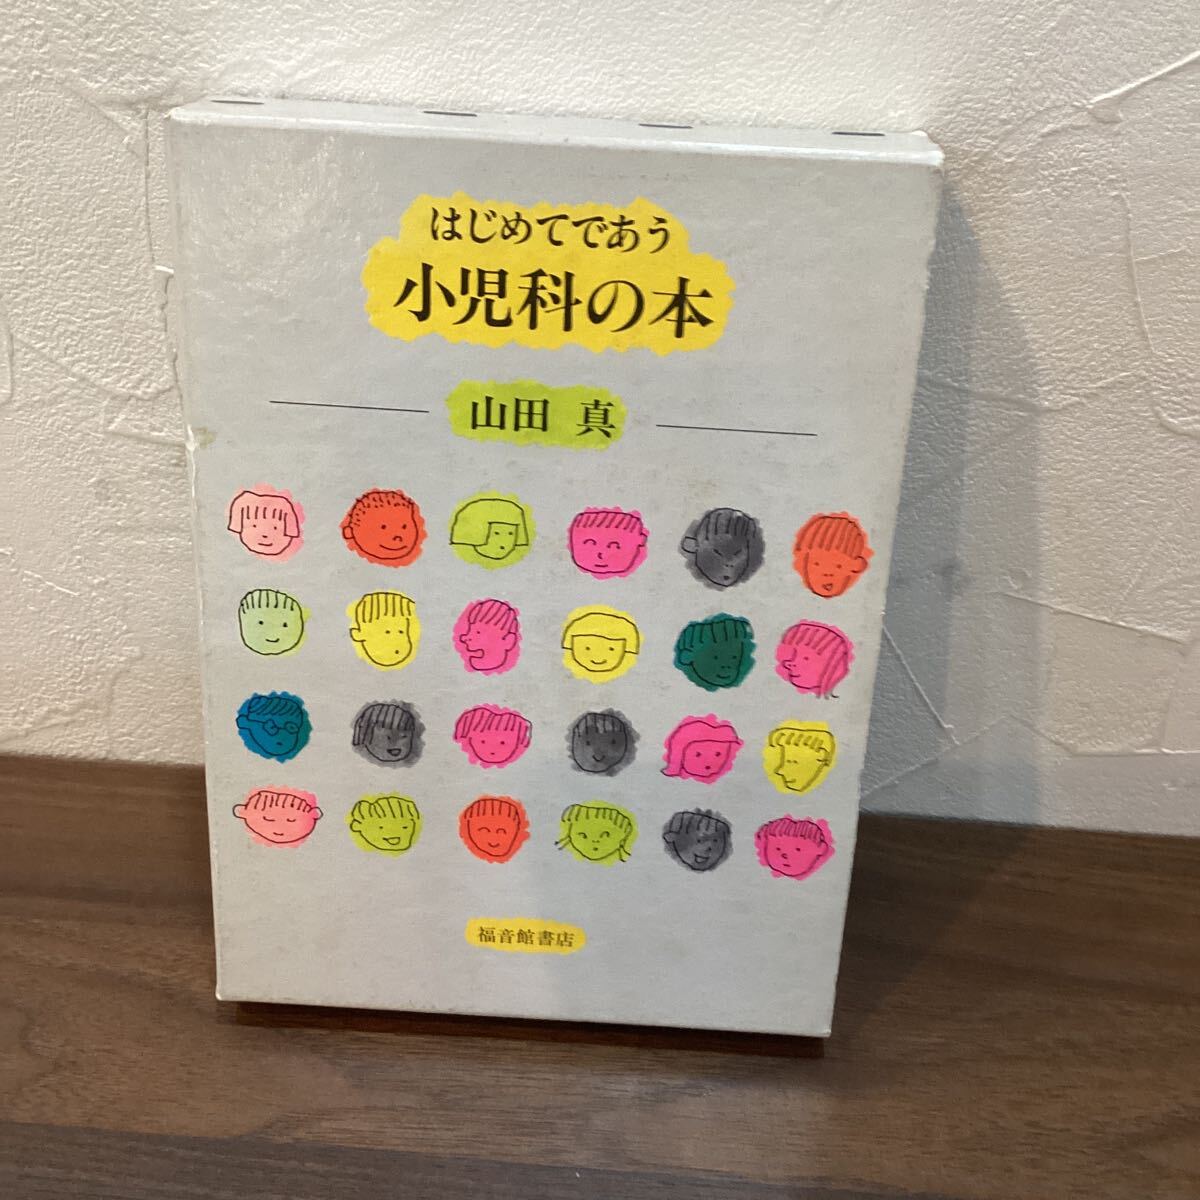 はじめてであう
小児科の本
山田 真
福音館書店